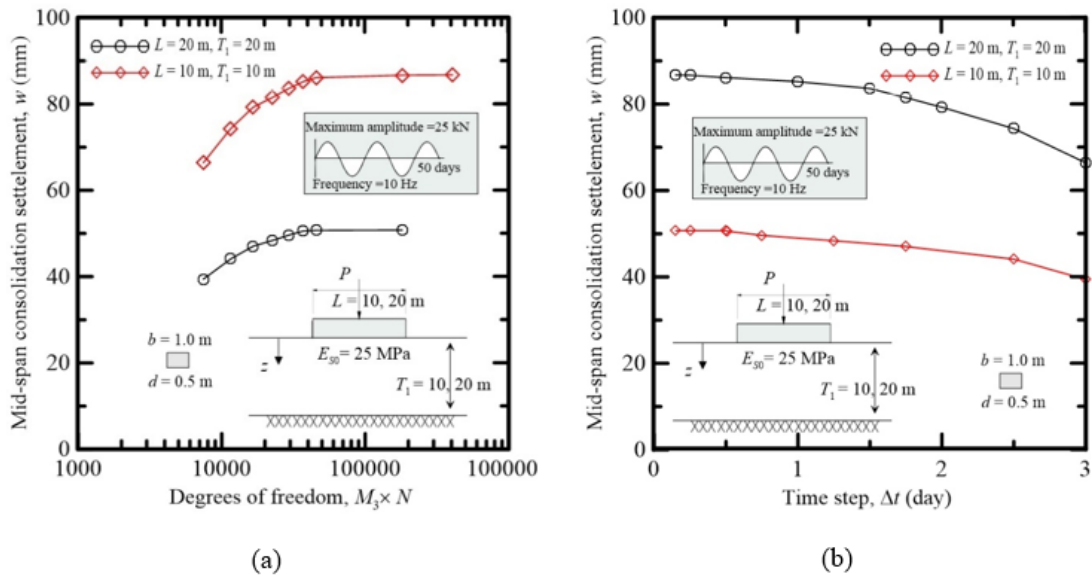 100
80
60
40
20
0
1000
10000
100000
100000
Mid-span consolidation settelement, w (mm)
Degrees of freedom, M₃× N
L = 20 m, T₁ = 20 m
L = 10 m, T₁ = 10 m
Maximum amplitude =25 kN
50 days
Frequency =10 Hz
P
L = 10, 20 m
b = 1.0 m
z
E_S0 = 25 MPa
d = 0.5 m
T₁ = 10, 20 m
(a)
100
80
60
40
20
0
0
1
2
3
Mid-span consolidation settelement, w (mm)
Time step, Δt (day)
L = 20 m, T₁ = 20 m
L = 10 m, T₁ = 10 m
Maximum amplitude =25 kN
50 days
Frequency =10 Hz
P
L = 10, 20 m
z
E_S0 = 25 MPa
b = 1.0 m
T₁ = 10, 20 m
d = 0.5 m
(b)